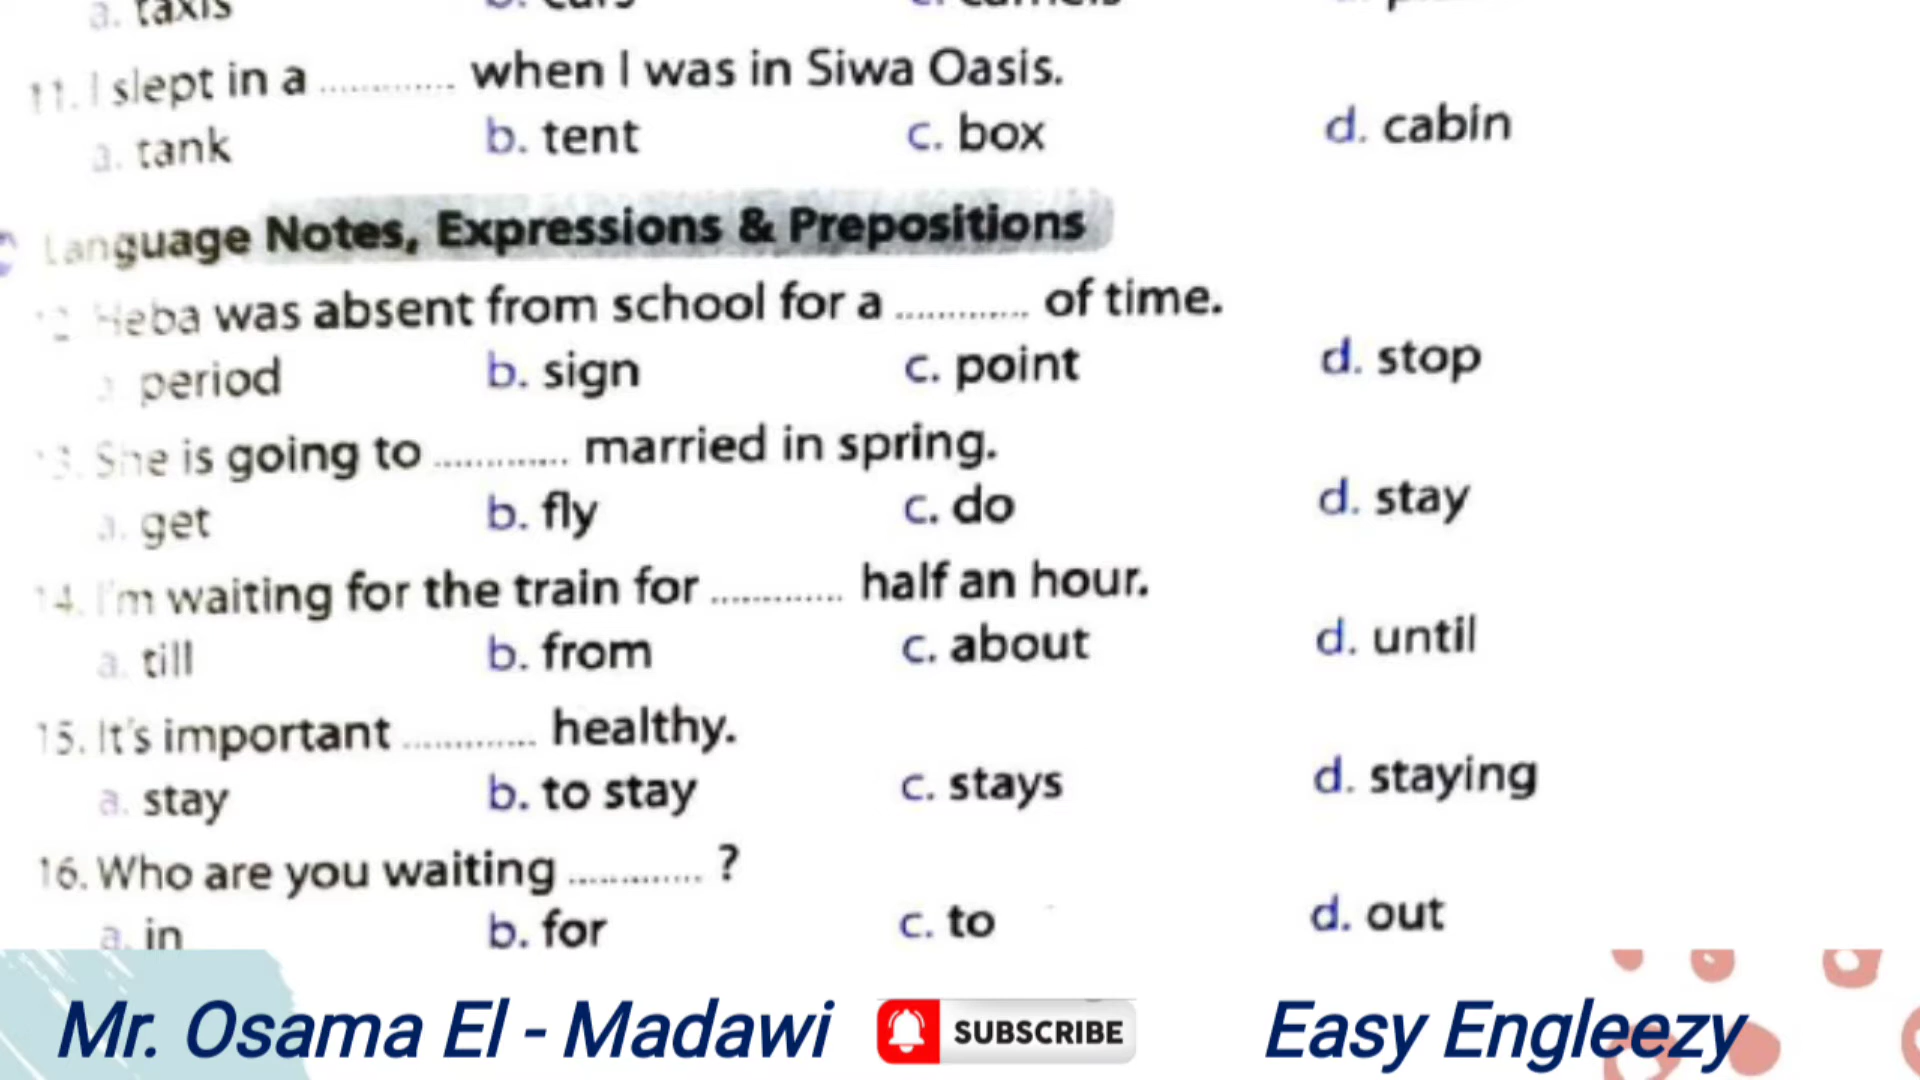 a. taxis
11. I slept in a ............ when I was in Siwa Oasis.
a. tank b. tent c. box d. cabin
Language Notes, Expressions & Prepositions
12. Heba was absent from school for a ............ of time.
a. period b. sign c. point d. stop
13. She is going to ............ married in spring.
a. get b. fly c. do d. stay
14. I'm waiting for the train for ............ half an hour.
a. till b. from c. about d. until
15. It's important ............ healthy.
a. stay b. to stay c. stays d. staying
16. Who are you waiting ............ ?
a. in b. for c. to d. out
Mr. Osama El - Madawi SUBSCRIBE Easy Engleezy